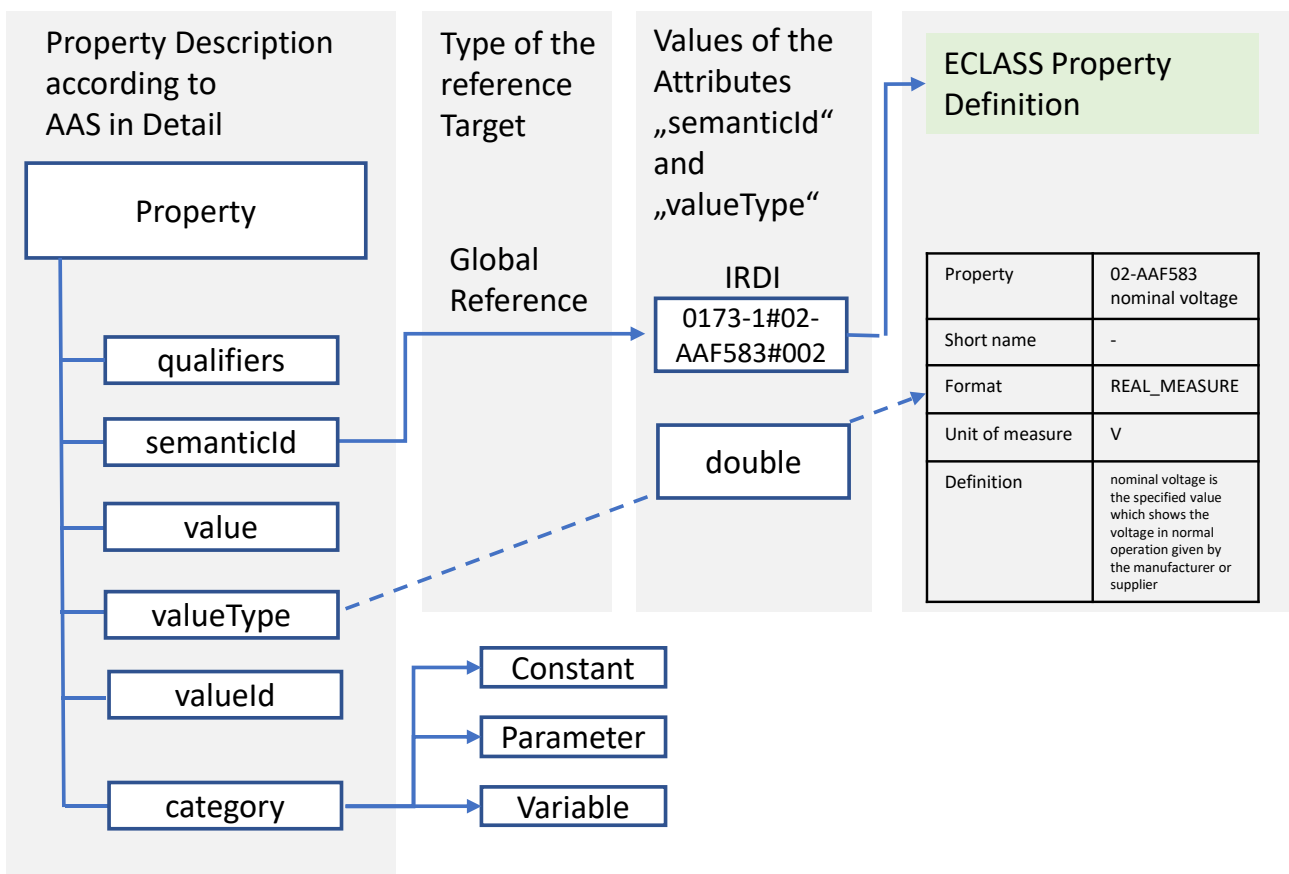 Property Description
according to
AAS in Detail
Property
qualifiers
semanticId
value
valueType
valueId
category
Type of the
reference
Target
Global
Reference
Constant
Parameter
Variable
Values of the
Attributes
„semanticId“
and
„valueType“
IRDI
0173-1#02-
AAF583#002
double
ECLASS Property
Definition
Property 02-AAF583
nominal voltage
Short name -
Format REAL_MEASURE
Unit of measure V
Definition nominal voltage is
the specified value
which shows the
voltage in normal
operation given by
the manufacturer or
supplier